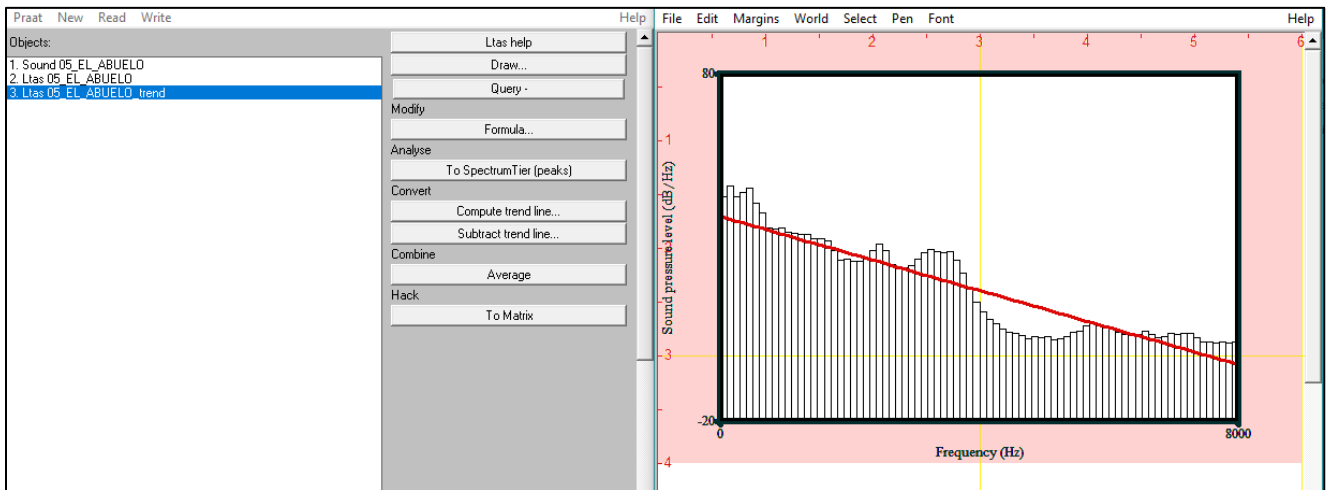 Praat New Read Write Help
Objects:
1. Sound 05_EL_ABUELO
2. Ltas 05_EL_ABUELO
3. Ltas 05_EL_ABUELO_trend
Ltas help
Draw...
Query -
Modify
Formula...
Analyse
To SpectrumTier (peaks)
Convert
Compute trend line...
Subtract trend line...
Combine
Average
Hack
To Matrix
File Edit Margins World Select Pen Font Help
1 2 3 4 5 6
1
2
3
4
80
Sound pressure level (dB/Hz)
-20
0 8000
Frequency (Hz)